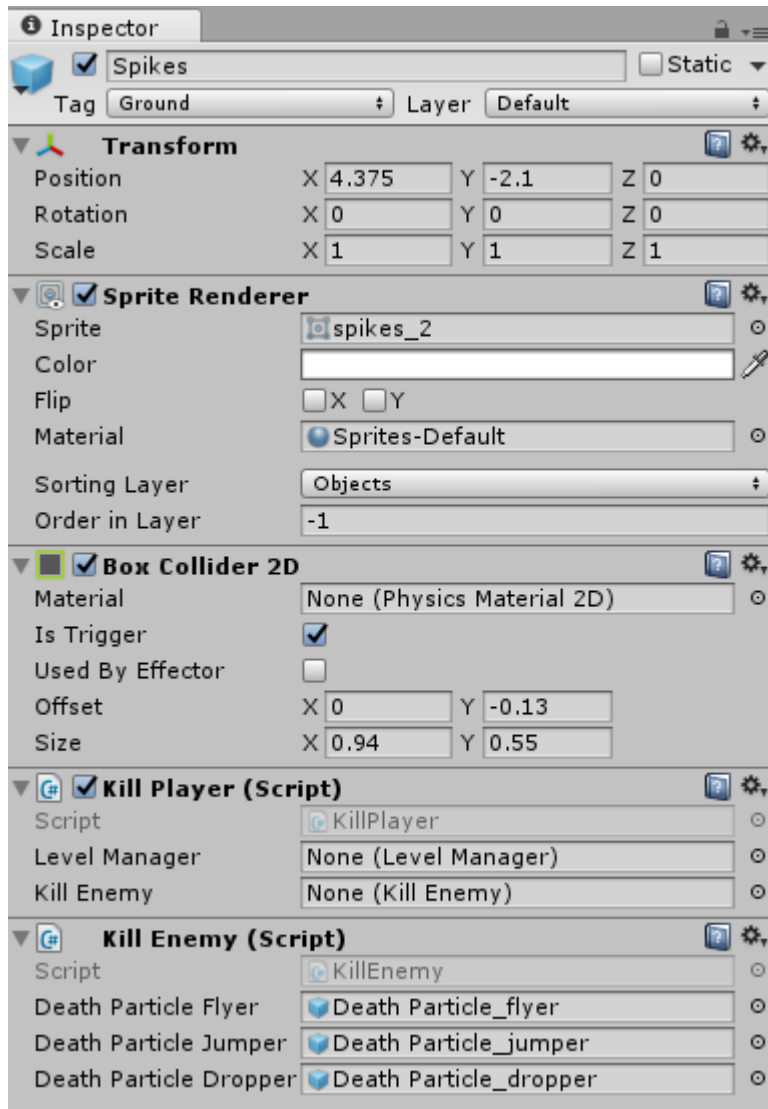 Inspector
Spikes Static
Tag Ground Layer Default
Transform
Position X 4.375 Y -2.1 Z 0
Rotation X 0 Y 0 Z 0
Scale X 1 Y 1 Z 1
Sprite Renderer
Sprite spikes_2
Color
Flip X Y
Material Sprites-Default
Sorting Layer Objects
Order in Layer -1
Box Collider 2D
Material None (Physics Material 2D)
Is Trigger
Used By Effector
Offset X 0 Y -0.13
Size X 0.94 Y 0.55
Kill Player (Script)
Script KillPlayer
Level Manager None (Level Manager)
Kill Enemy None (Kill Enemy)
Kill Enemy (Script)
Script KillEnemy
Death Particle Flyer Death Particle_flyer
Death Particle Jumper Death Particle_jumper
Death Particle Dropper Death Particle_dropper